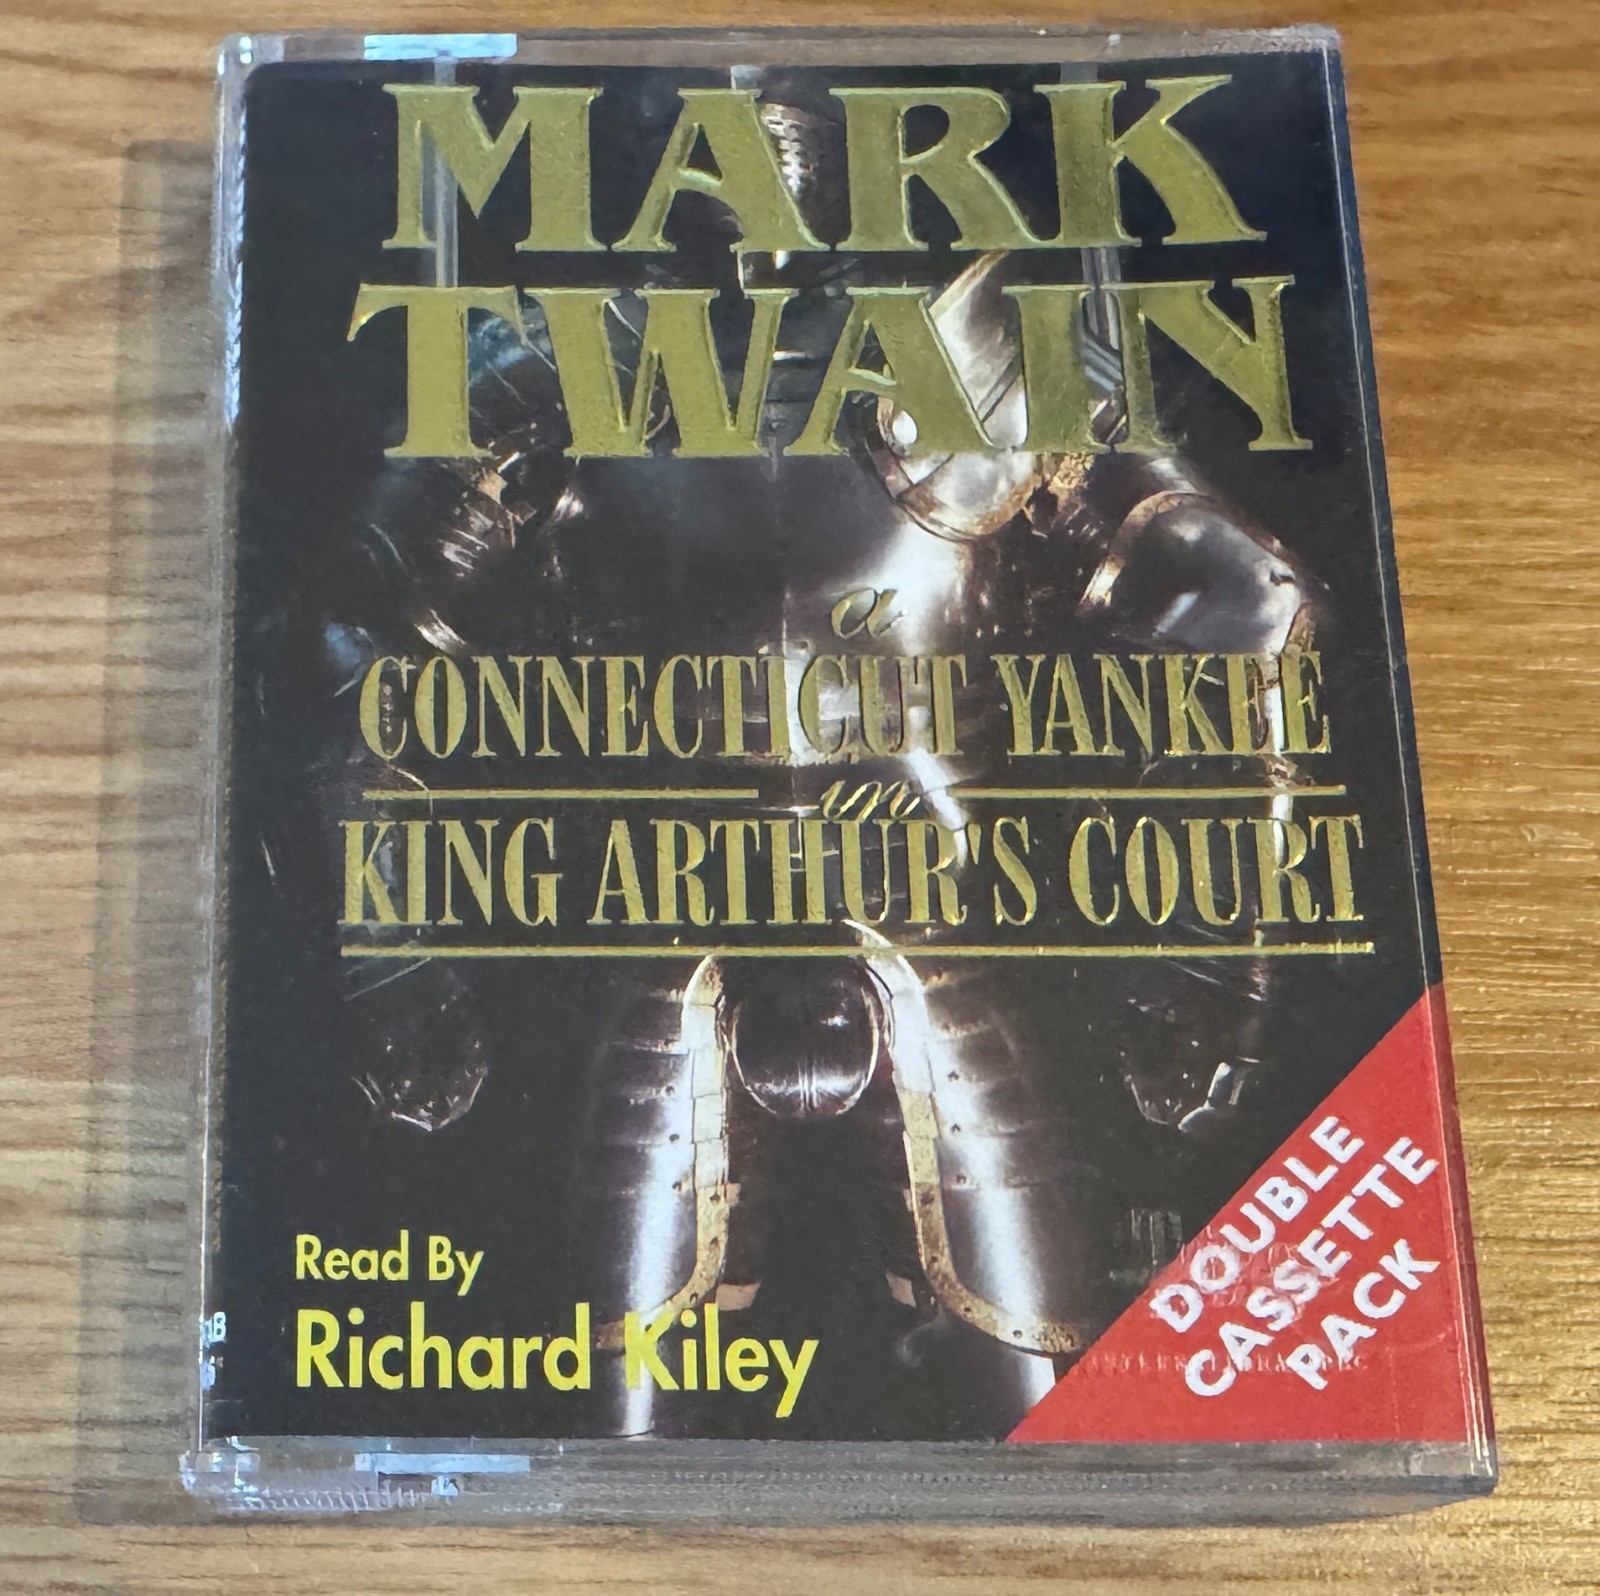 MARK
TWAIN
a
CONNECTICUT YANKEE
in
KING ARTHUR'S COURT
Read By
Richard Kiley
DOUBLE
CASSETTE
PACK